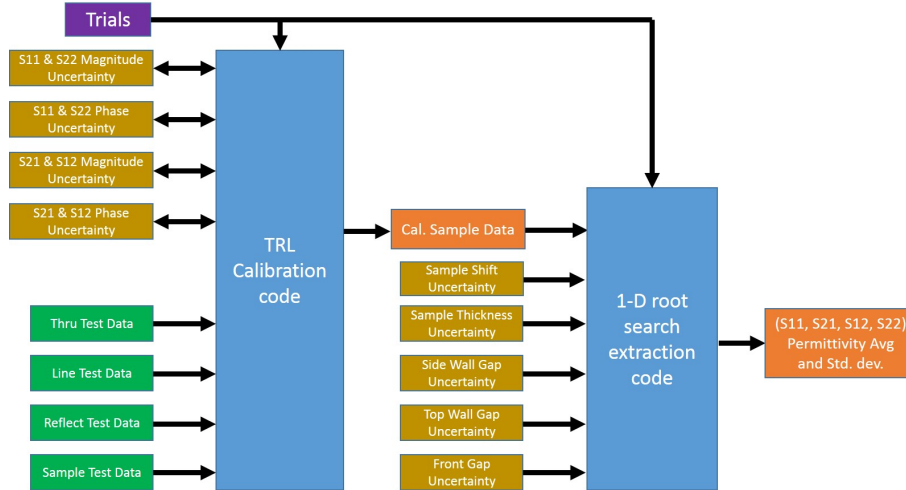 Trials
S11 & S22 Magnitude
Uncertainty
S11 & S22 Phase
Uncertainty
S21 & S12 Magnitude
Uncertainty
S21 & S12 Phase
Uncertainty
Thru Test Data
Line Test Data
Reflect Test Data
Sample Test Data
TRL
Calibration
code
Cal. Sample Data
Sample Shift
Uncertainty
Sample Thickness
Uncertainty
Side Wall Gap
Uncertainty
Top Wall Gap
Uncertainty
Front Gap
Uncertainty
1-D root
search
extraction
code
(S11, S21, S12, S22)
Permittivity Avg
and Std. dev.